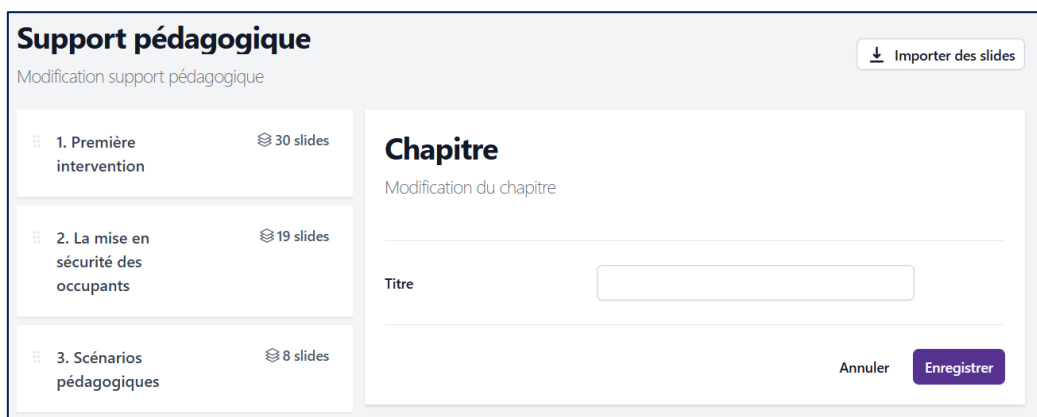 Support pédagogique
Modification support pédagogique
Importer des slides
1. Première
intervention
30 slides
2. La mise en
sécurité des
occupants
19 slides
3. Scénarios
pédagogiques
8 slides
Chapitre
Modification du chapitre
Titre
Annuler
Enregistrer